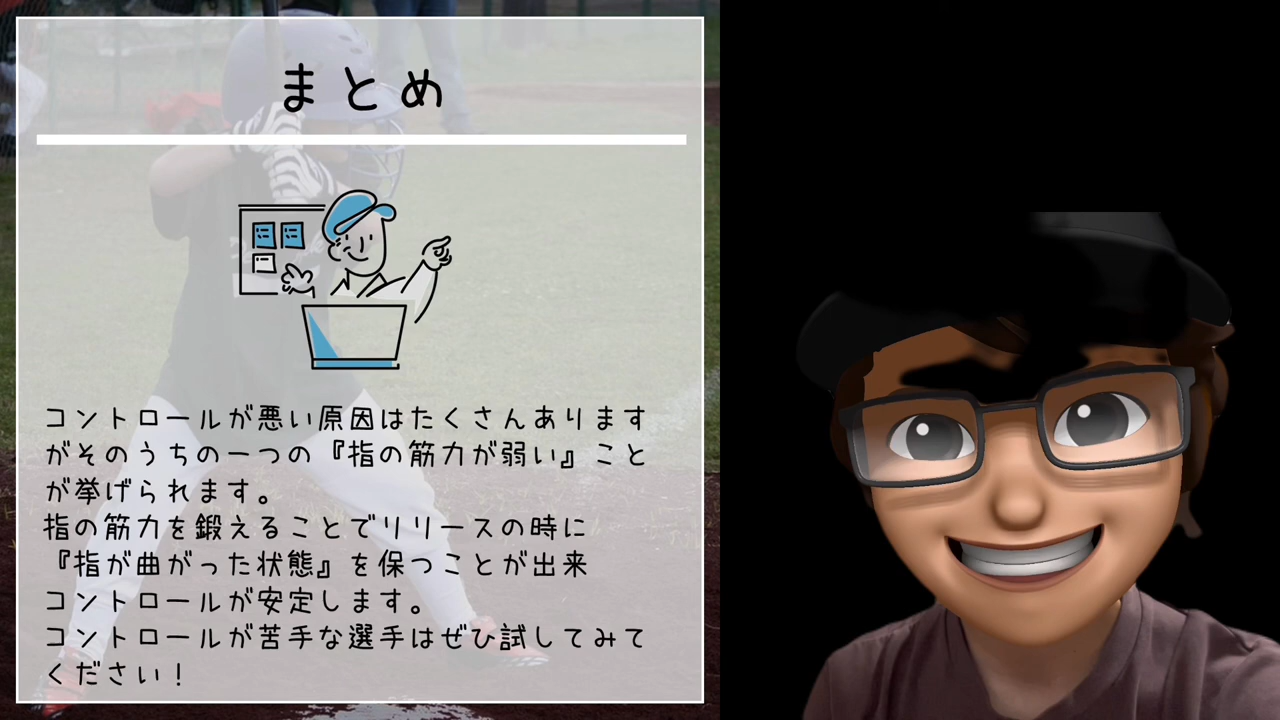 まとめ
コントロールが悪い原因はたくさんあります
がそのうちの一つの『指の筋力が弱い』こと
が挙げられます。
指の筋力を鍛えることでリリースの時に
『指が曲がった状態』を保つことが出来
コントロールが安定します。
コントロールが苦手な選手はぜひ試してみて
ください！